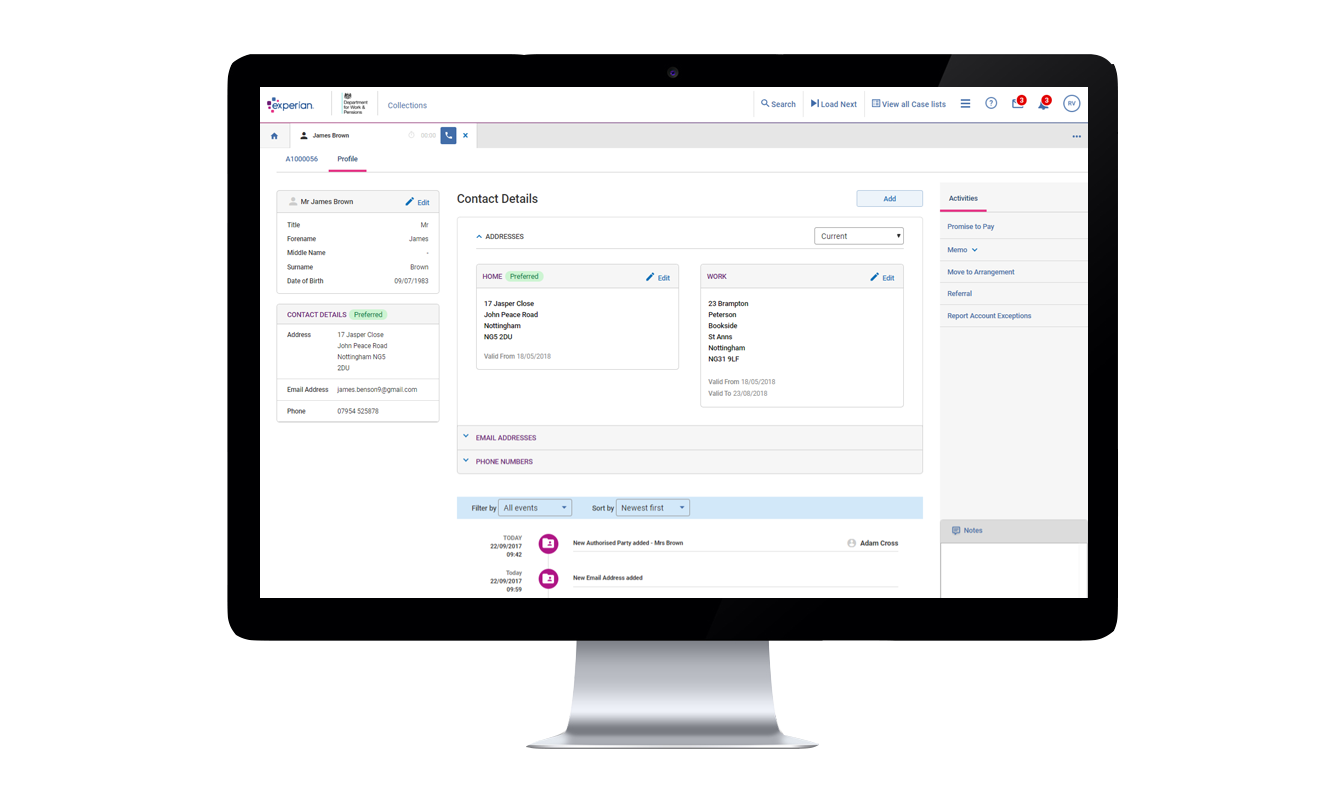 experian.
Department
for Work &
Pensions
Collections
Search
Load Next
View all Case lists
?
3
3
RV
James Brown
00:00
A1000056
Profile
Mr James Brown
Edit
Title Mr
Forename James
Middle Name -
Surname Brown
Date of Birth 09/07/1983
CONTACT DETAILS Preferred
Address 17 Jasper Close
John Peace Road
Nottingham NG5
2DU
Email Address james.benson9@gmail.com
Phone 07954 525878
Contact Details
Add
ADDRESSES
Current
HOME Preferred
Edit
17 Jasper Close
John Peace Road
Nottingham
NG5 2DU
Valid From 18/05/2018
WORK
Edit
23 Brampton
Peterson
Bookside
St Anns
Nottingham
NG31 9LF
Valid From 18/05/2018
Valid To 23/08/2018
EMAIL ADDRESSES
PHONE NUMBERS
Filter by All events
Sort by Newest first
TODAY
22/09/2017
09:42
New Authorised Party added - Mrs Brown
Adam Cross
Today
22/09/2017
09:59
New Email Address added
Activities
Promise to Pay
Memo
Move to Arrangement
Referral
Report Account Exceptions
Notes